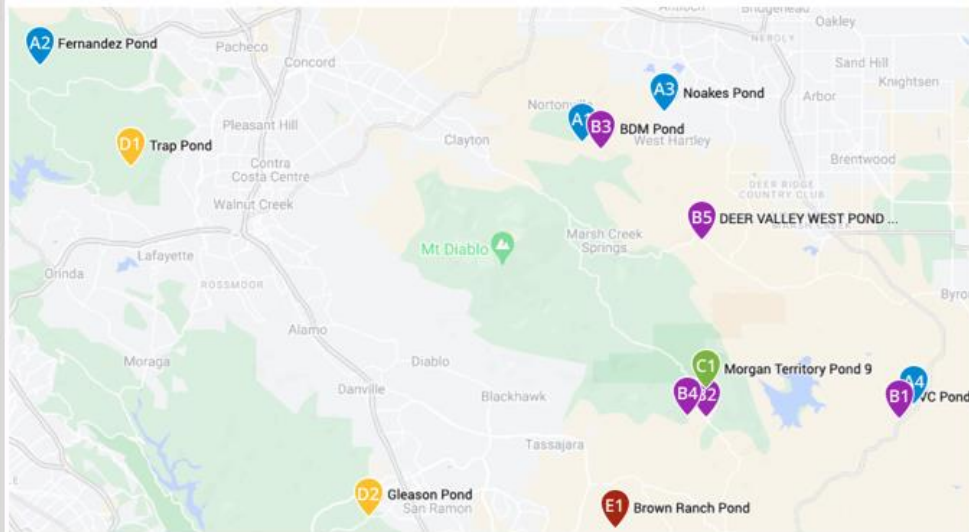 Bridgehead
Oakley
A2 Fernandez Pond
Pacheco
Concord
NEROLY
Sand Hill
Knightsen
A3 Noakes Pond
Nortonville
Arbor
Pleasant Hill
A1
B3 BDM Pond
D1 Trap Pond
Clayton
West Hartley
Contra
Costa Centre
Brentwood
Walnut Creek
DEER RIDGE
COUNTRY CLUB
B5 DEER VALLEY WEST POND ...
Marsh Creek
Springs
Mt Diablo
Lafayette
Orinda
ROSSMOOR
Byro
Alamo
Moraga
Diablo
C1 Morgan Territory Pond 9
Danville
Blackhawk
B4
B2
A4
B1
VC Pond
Tassajara
D2 Gleason Pond
San Ramon
E1 Brown Ranch Pond